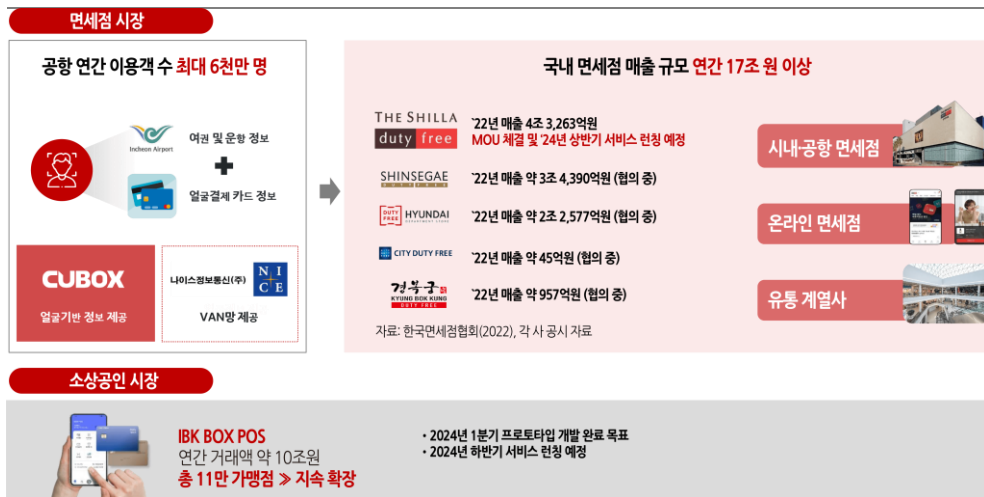 면세점 시장
공항 연간 이용객 수 최대 6천만 명
Incheon Airport
여권 및 운항 정보
+
얼굴결제 카드 정보
CUBOX
얼굴기반 정보 제공
나이스정보통신(주)
NICE
VAN망 제공
국내 면세점 매출 규모 연간 17조 원 이상
THE SHILLA
duty free
`22년 매출 4조 3,263억원
MOU 체결 및 '24년 상반기 서비스 런칭 예정
SHINSEGAE
DUTY FREE
`22년 매출 약 3조 4,390억원 (협의 중)
DUTY FREE HYUNDAI
`22년 매출 약 2조 2,577억원 (협의 중)
CITY DUTY FREE
`22년 매출 약 45억원 (협의 중)
경복궁
KYUNG BOK KUNG
DUTY FREE
`22년 매출 약 957억원 (협의 중)
자료: 한국면세점협회(2022), 각 사 공시 자료
시내·공항 면세점
온라인 면세점
유통 계열사
소상공인 시장
IBK BOX POS
연간 거래액 약 10조원
총 11만 가맹점 ≫ 지속 확장
• 2024년 1분기 프로토타입 개발 완료 목표
• 2024년 하반기 서비스 런칭 예정